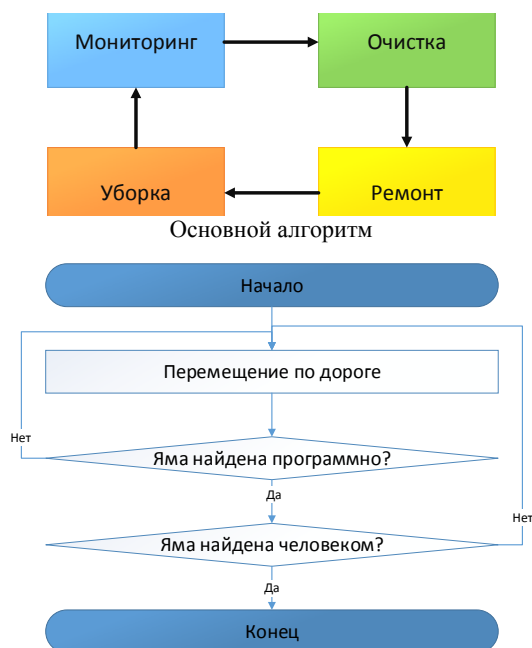 Мониторинг
Очистка
Уборка
Ремонт
Основной алгоритм
Начало
Перемещение по дороге
Нет
Яма найдена программно?
Да
Нет
Яма найдена человеком?
Да
Конец